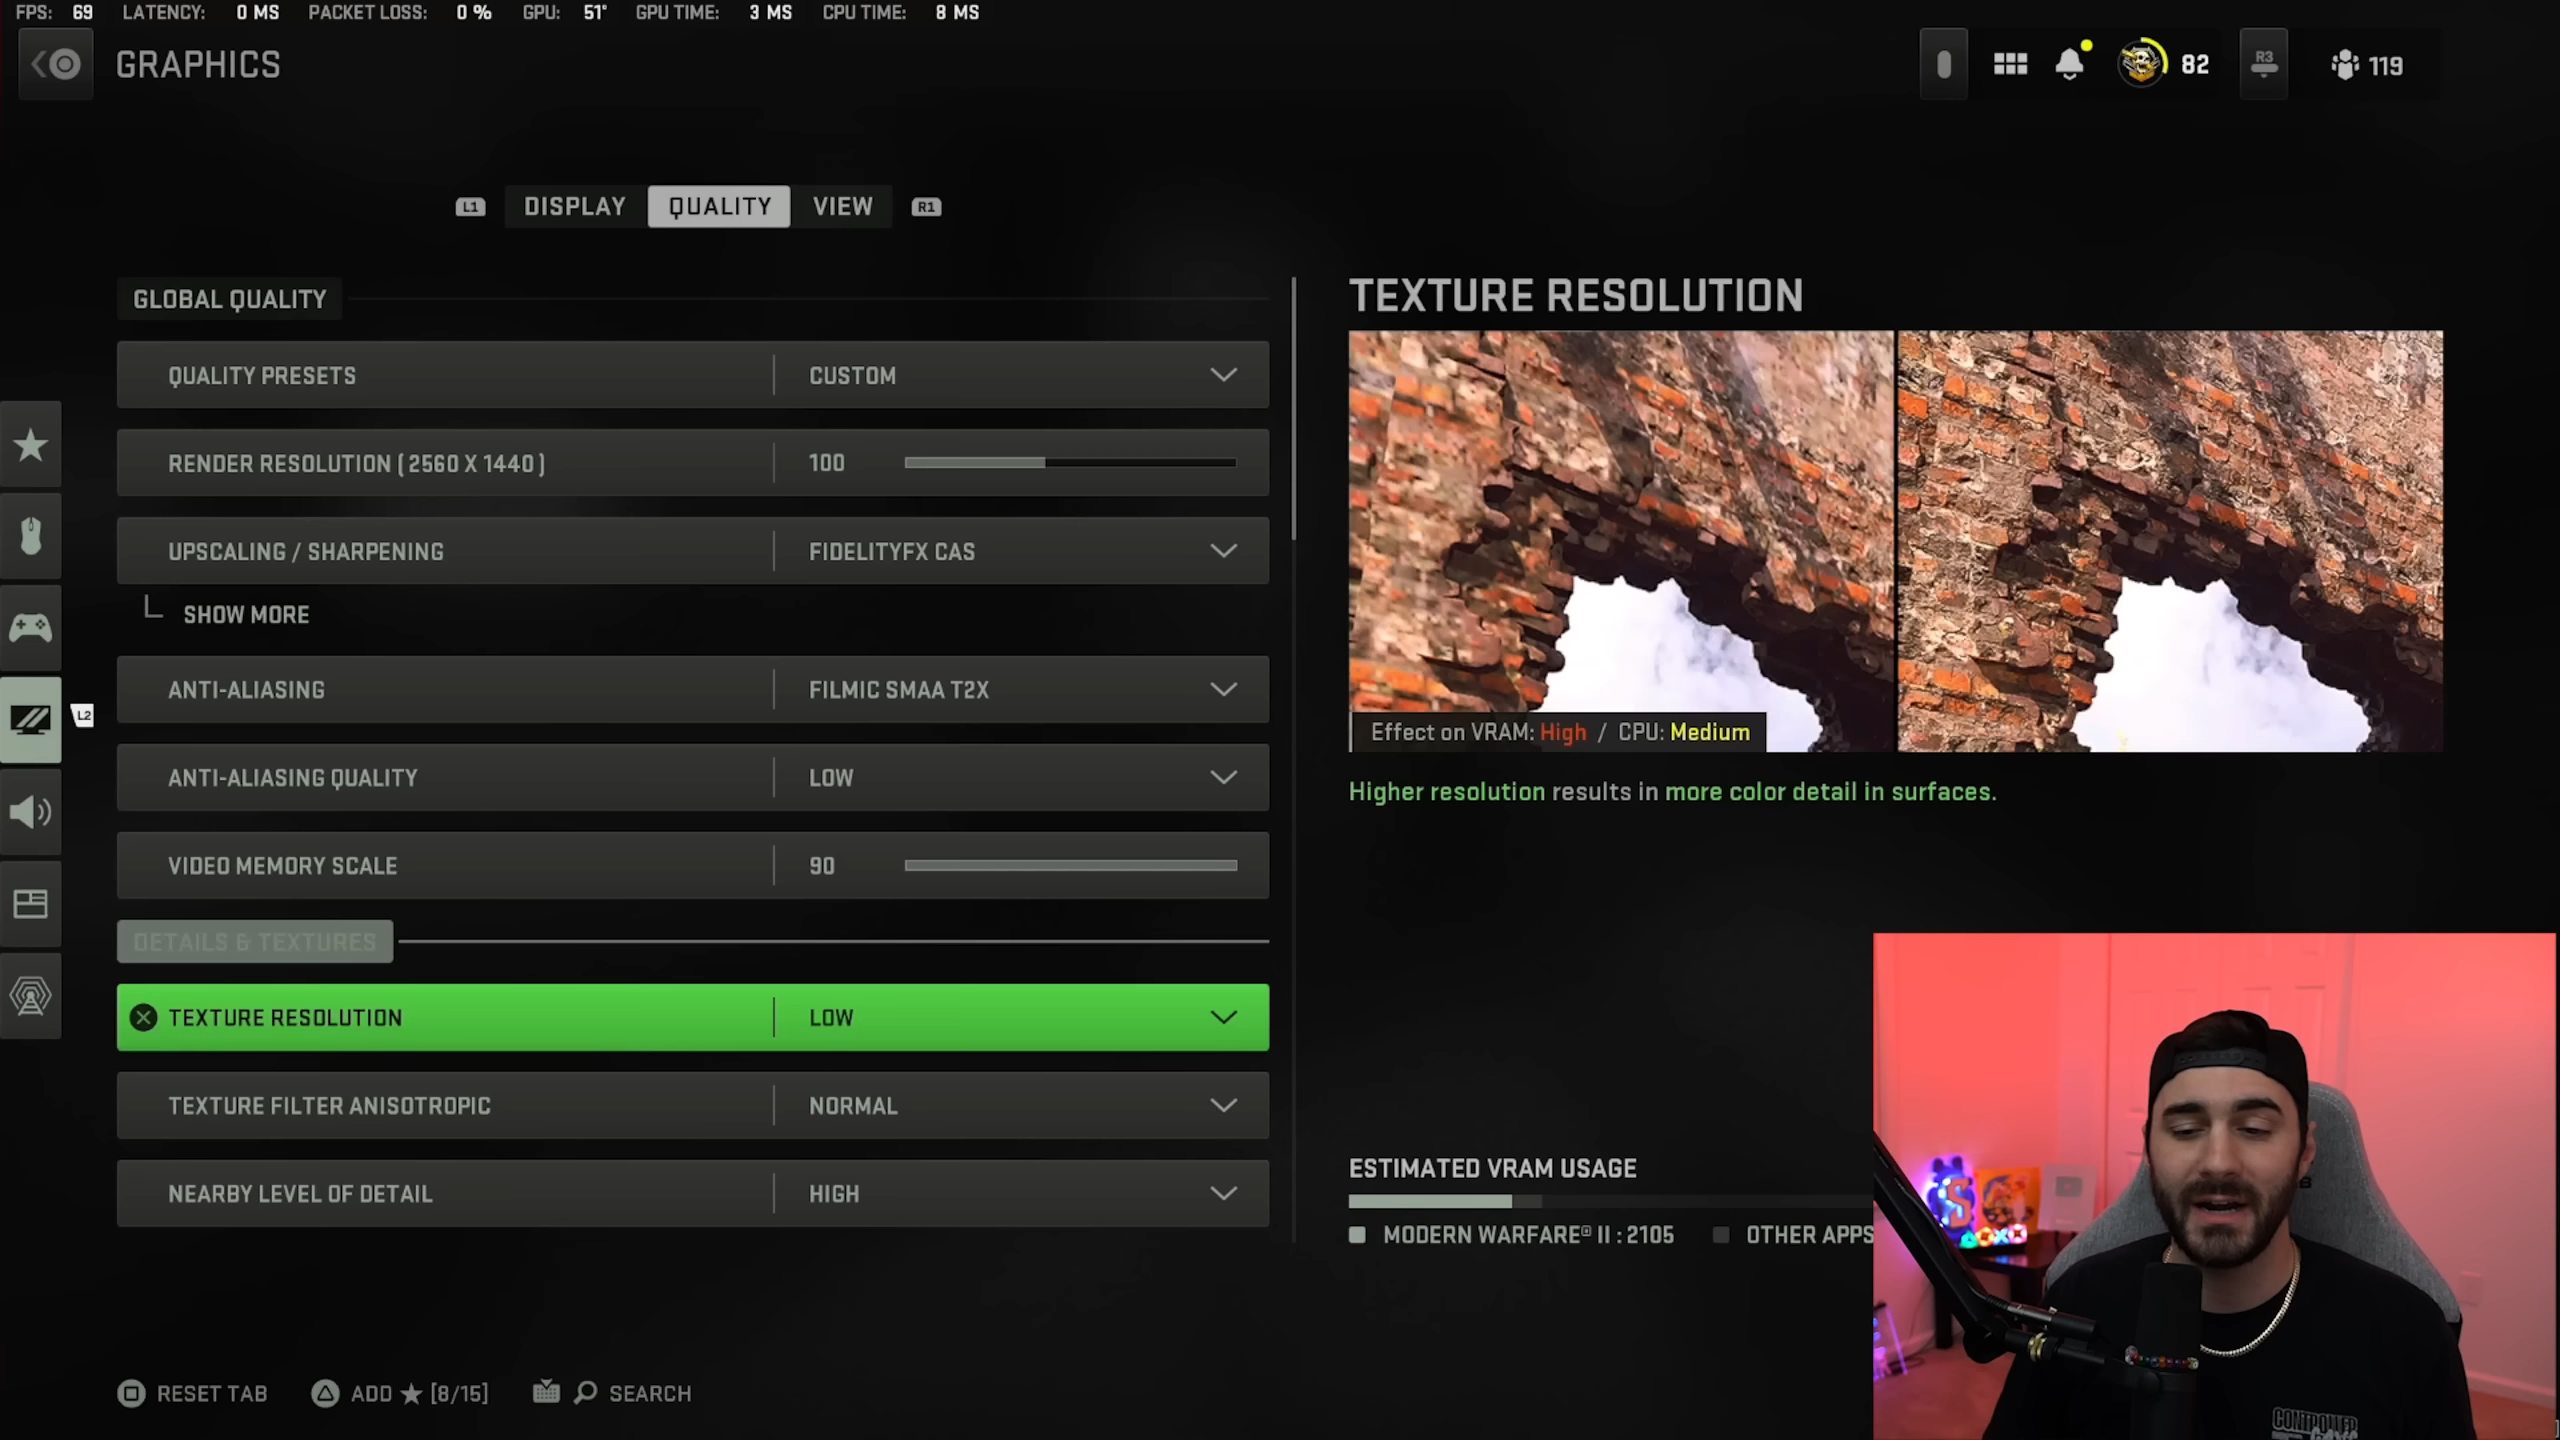 FPS: 69 LATENCY: 0 MS PACKET LOSS: 0 % GPU: 51° GPU TIME: 3 MS CPU TIME: 8 MS
GRAPHICS
82 R3 119
L1 DISPLAY QUALITY VIEW R1
GLOBAL QUALITY
QUALITY PRESETS CUSTOM
RENDER RESOLUTION ( 2560 X 1440 ) 100
UPSCALING / SHARPENING FIDELITYFX CAS
SHOW MORE
ANTI-ALIASING FILMIC SMAA T2X
L2
ANTI-ALIASING QUALITY LOW
VIDEO MEMORY SCALE 90
DETAILS & TEXTURES
TEXTURE RESOLUTION LOW
TEXTURE FILTER ANISOTROPIC NORMAL
NEARBY LEVEL OF DETAIL HIGH
TEXTURE RESOLUTION
Effect on VRAM: High / CPU: Medium
Higher resolution results in more color detail in surfaces.
ESTIMATED VRAM USAGE
MODERN WARFARE® II : 2105 OTHER APPS
CONTROLLER
RESET TAB ADD ★ [8/15] SEARCH